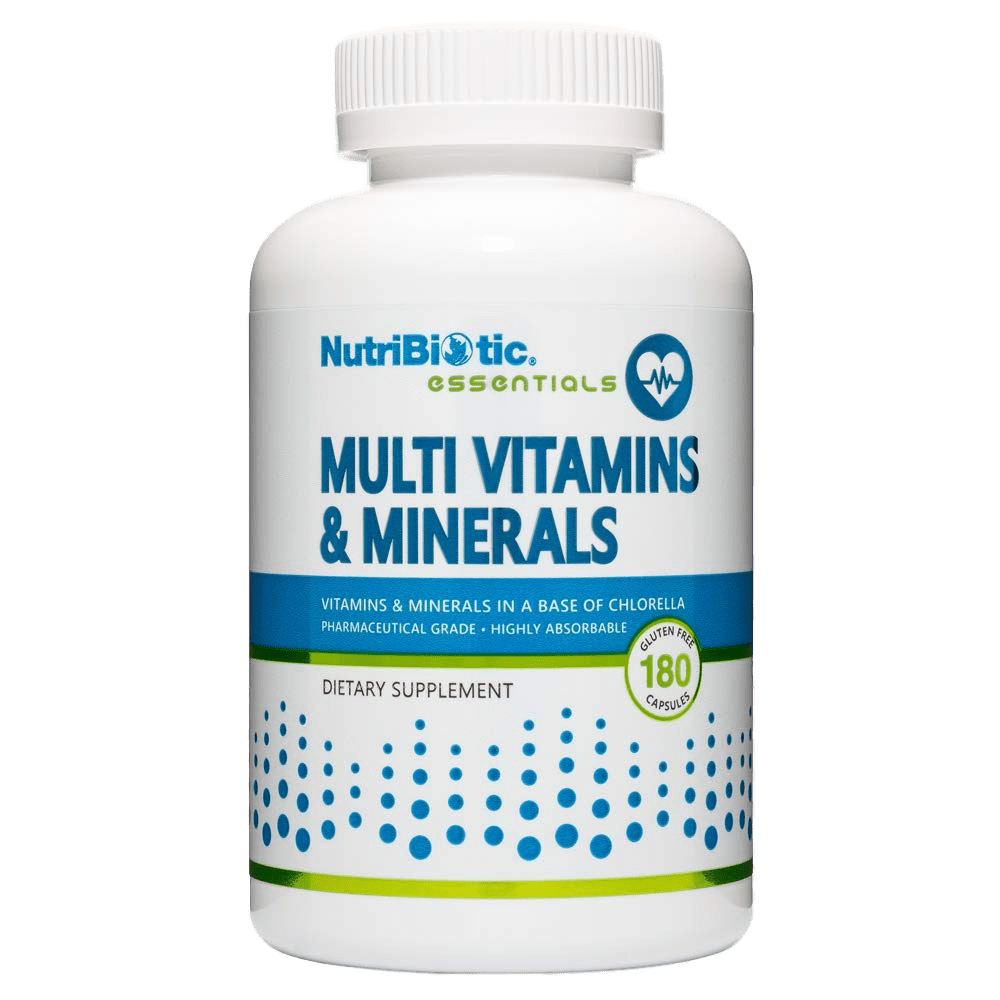 NutriBiotic®
essentials
MULTI VITAMINS
& MINERALS
VITAMINS & MINERALS IN A BASE OF CHLORELLA
PHARMACEUTICAL GRADE • HIGHLY ABSORBABLE
GLUTEN FREE
180
CAPSULES
DIETARY SUPPLEMENT